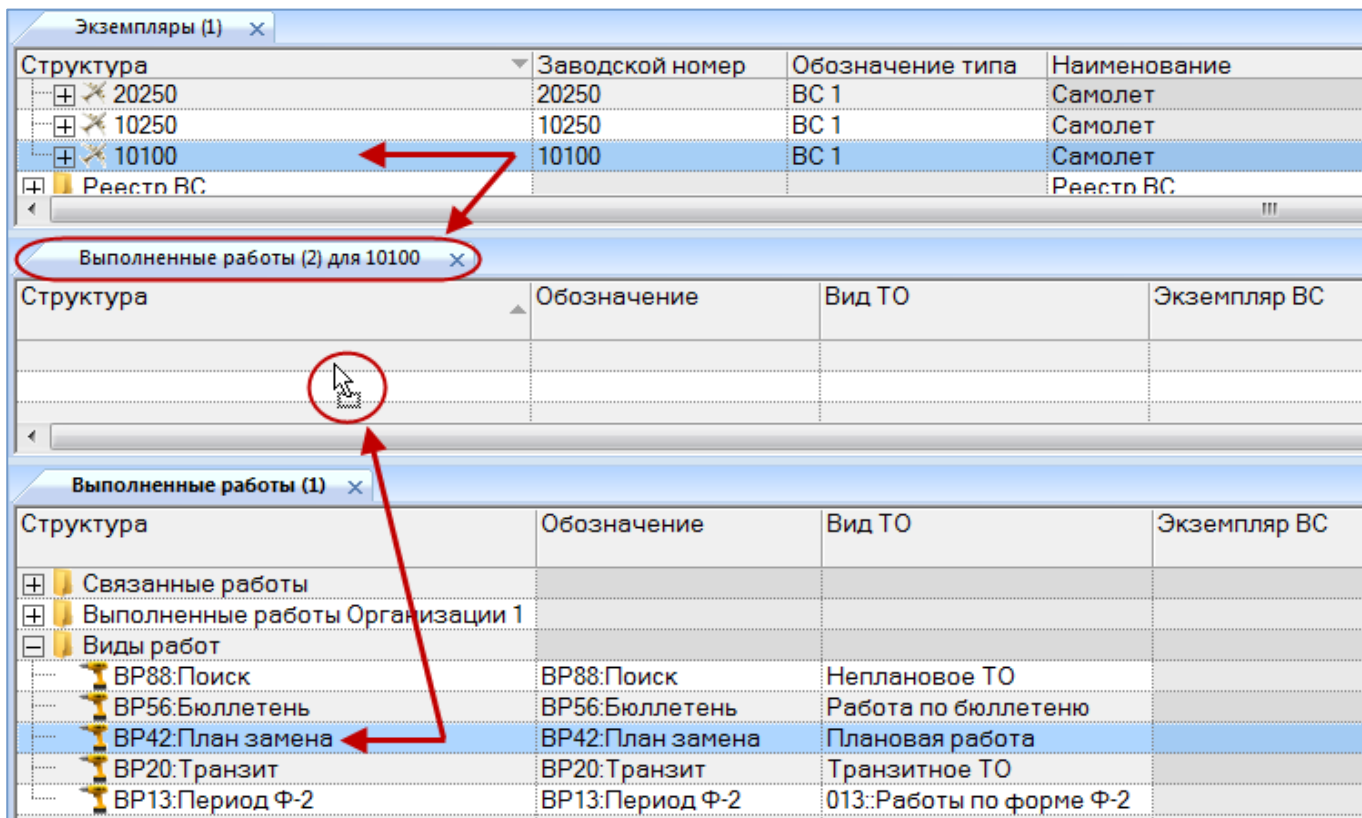 Экземпляры (1)
Структура Заводской номер Обозначение типа Наименование
20250 20250 ВС 1 Самолет
10250 10250 ВС 1 Самолет
10100 10100 ВС 1 Самолет
Реестр ВС Реестр ВС
Выполненные работы (2) для 10100
Структура Обозначение Вид ТО Экземпляр ВС
Выполненные работы (1)
Структура Обозначение Вид ТО Экземпляр ВС
Связанные работы
Выполненные работы Организации 1
Виды работ
ВР88:Поиск ВР88:Поиск Неплановое ТО
ВР56:Бюллетень ВР56:Бюллетень Работа по бюллетеню
ВР42:План замена ВР42:План замена Плановая работа
ВР20:Транзит ВР20:Транзит Транзитное ТО
ВР13:Период Ф-2 ВР13:Период Ф-2 013::Работы по форме Ф-2